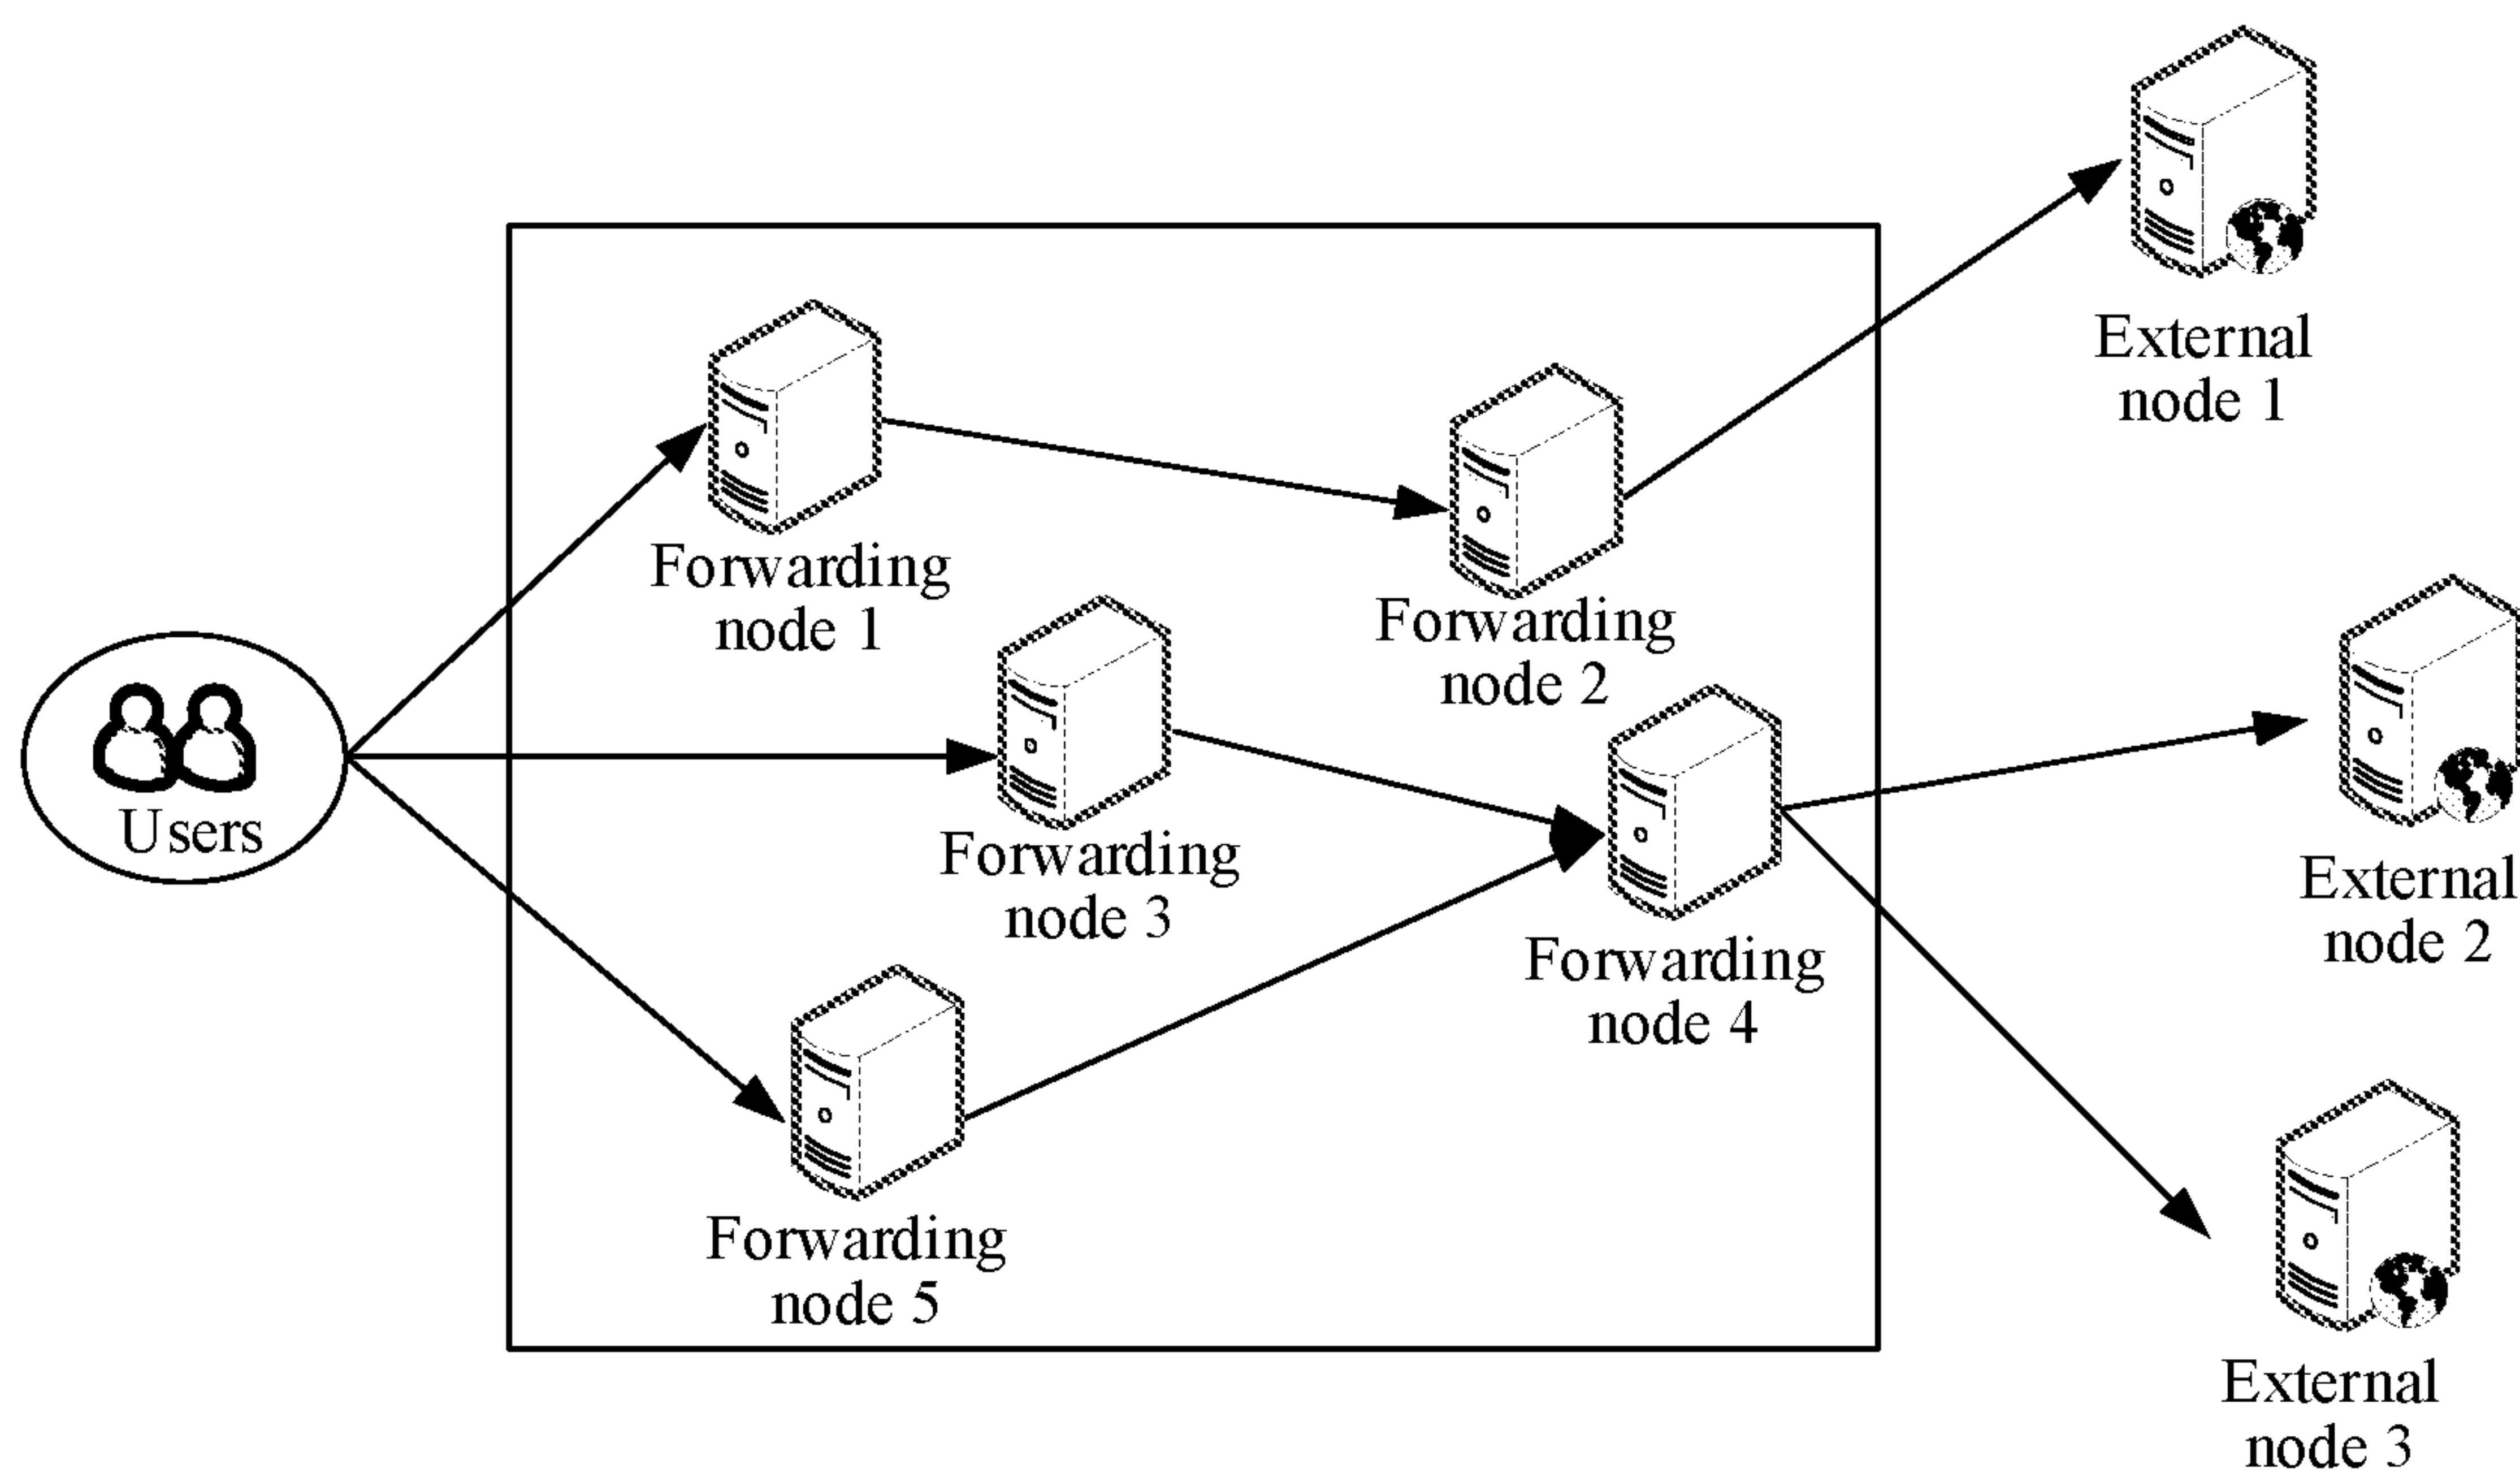 External
node 1
Forwarding
node 1
Forwarding
node 2
Users
Forwarding
node 3
External
node 2
Forwarding
node 4
Forwarding
node 5
External
node 3